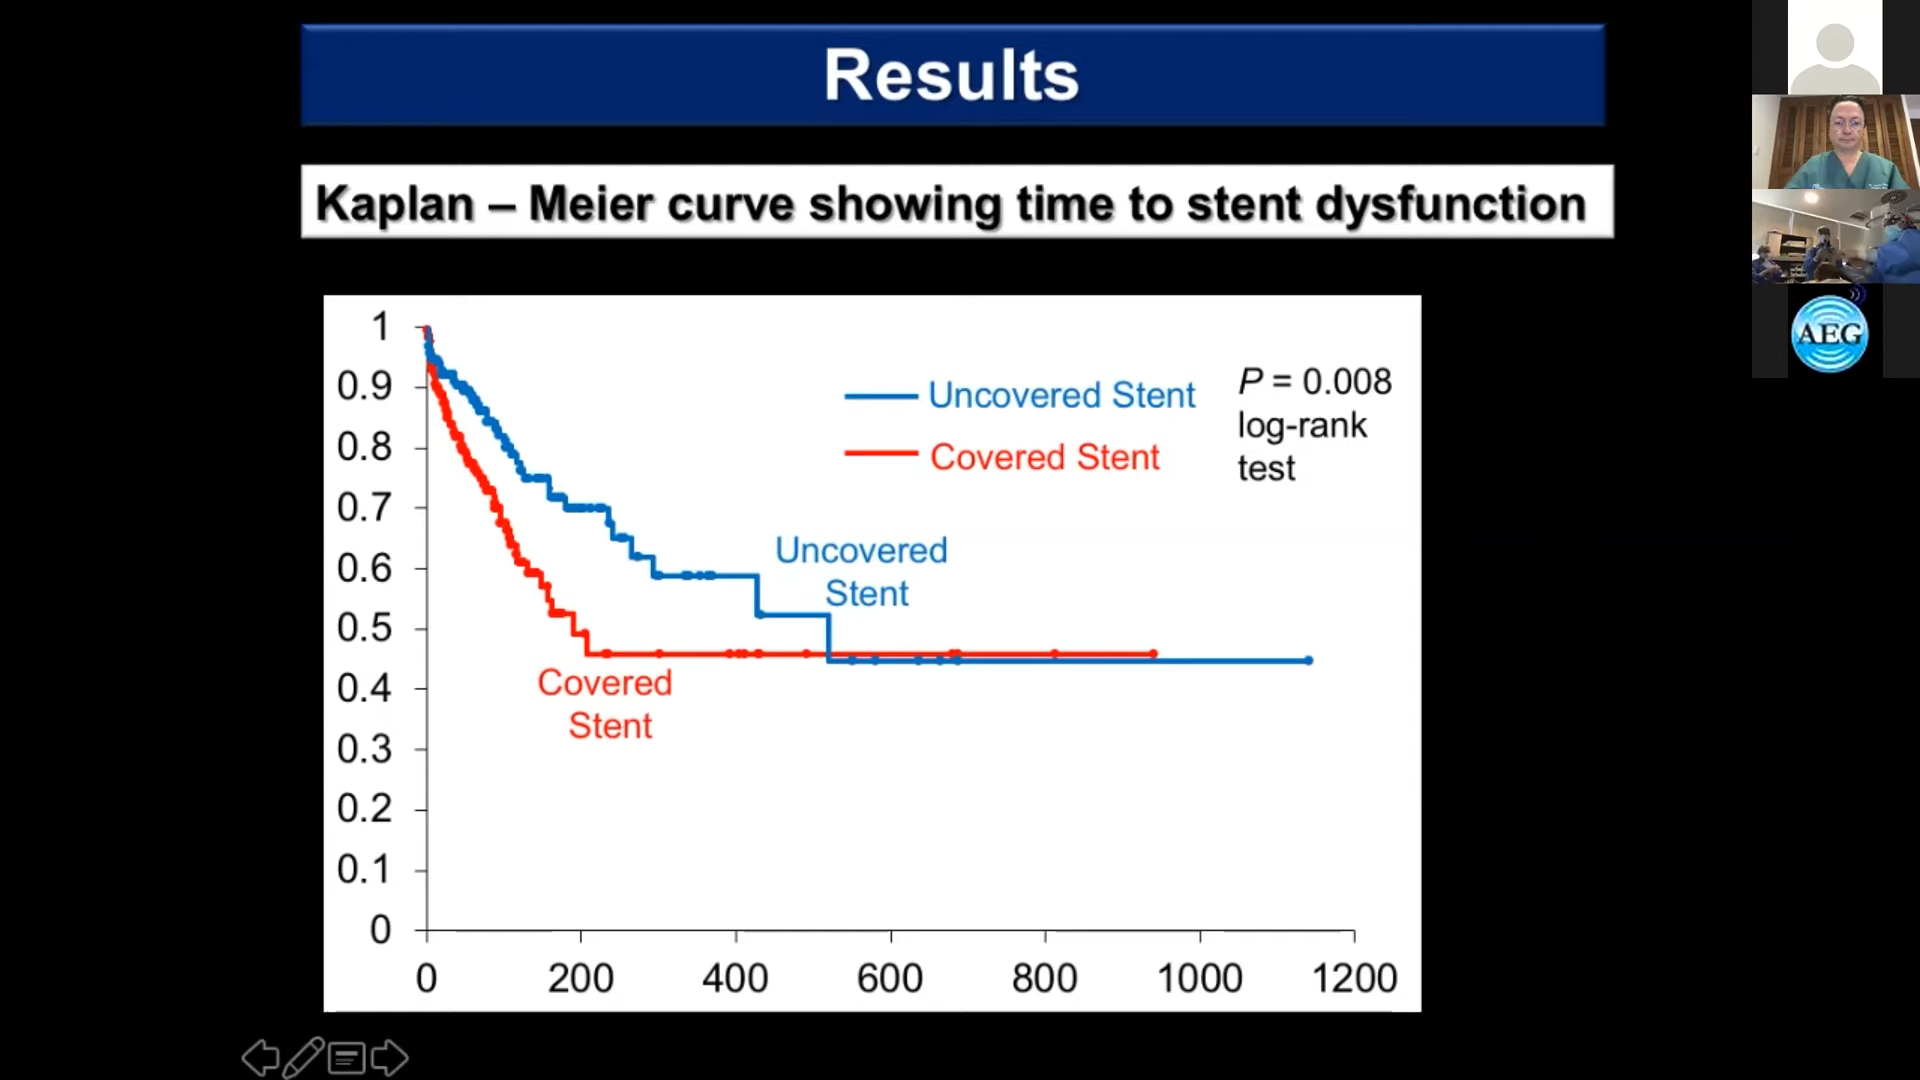 Results
Kaplan – Meier curve showing time to stent dysfunction
1
0.9
0.8
0.7
0.6
0.5
0.4
0.3
0.2
0.1
0
Uncovered Stent
Covered Stent
P = 0.008
log-rank
test
Uncovered
Stent
Covered
Stent
0 200 400 600 800 1000 1200
AEG